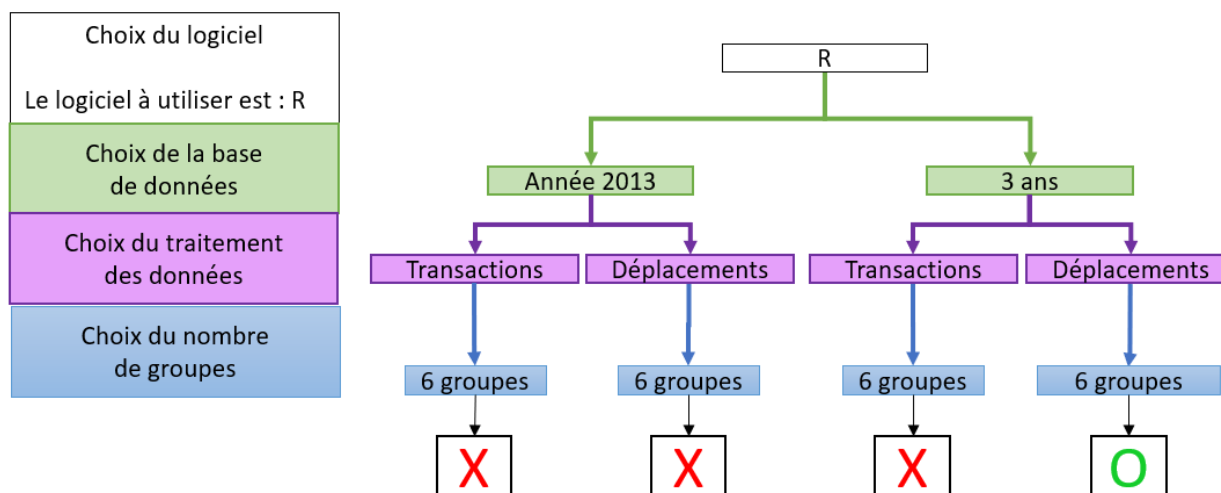 Choix du logiciel
Le logiciel à utiliser est : R
Choix de la base
de données
Choix du traitement
des données
Choix du nombre
de groupes
R
Année 2013
3 ans
Transactions
Déplacements
Transactions
Déplacements
6 groupes
6 groupes
6 groupes
6 groupes
X
X
X
O